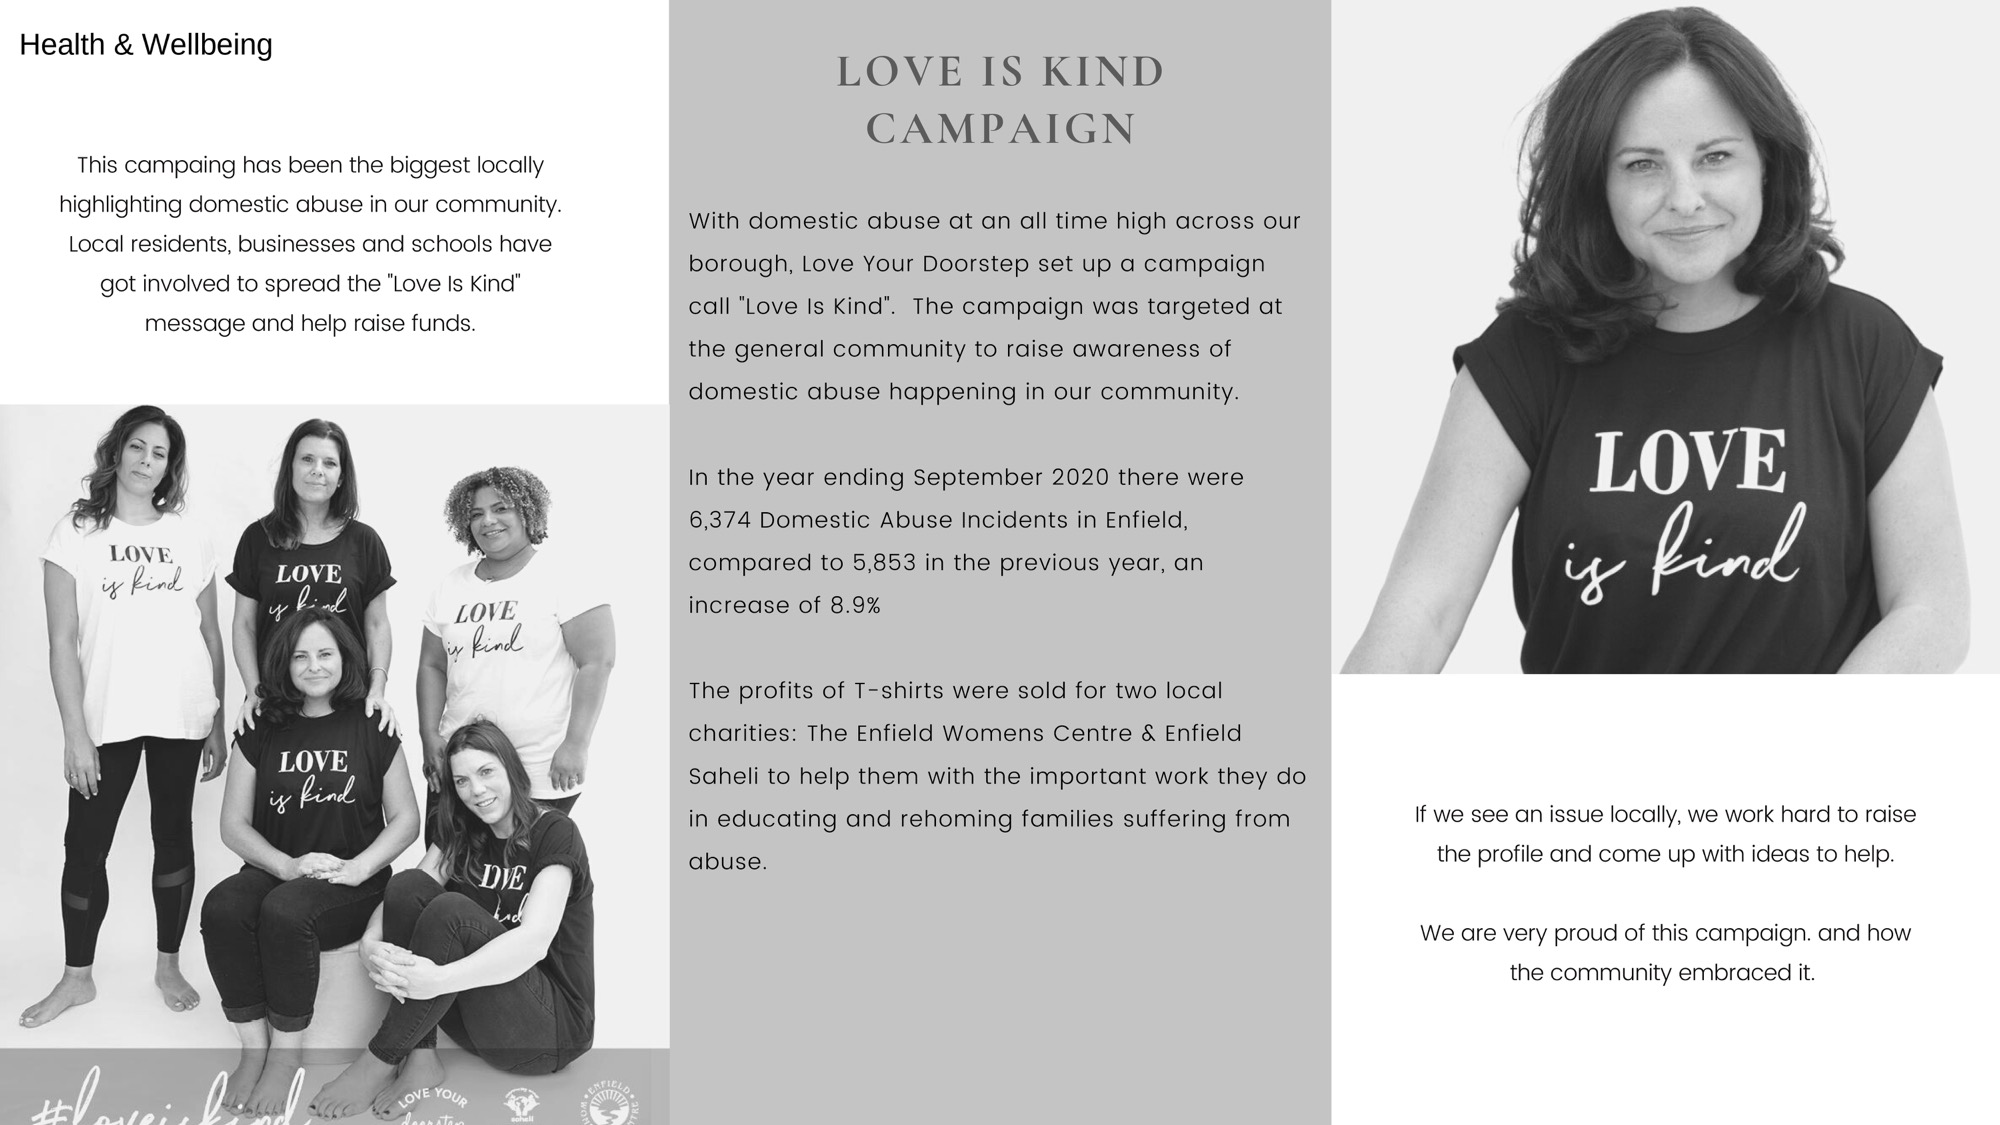 Health & Wellbeing
This campaing has been the biggest locally
highlighting domestic abuse in our community.
Local residents, businesses and schools have
got involved to spread the "Love Is Kind"
message and help raise funds.
LOVE
is kind
LOVE
is kind
LOVE
is kind
LOVE
is kind
#loveiskind
LOVE YOUR
doorstep
saheli
ENFIELD
LOVE IS KIND
CAMPAIGN
With domestic abuse at an all time high across our
borough, Love Your Doorstep set up a campaign
call "Love Is Kind".  The campaign was targeted at
the general community to raise awareness of
domestic abuse happening in our community.
In the year ending September 2020 there were
6,374 Domestic Abuse Incidents in Enfield,
compared to 5,853 in the previous year, an
increase of 8.9%
The profits of T-shirts were sold for two local
charities: The Enfield Womens Centre & Enfield
Saheli to help them with the important work they do
in educating and rehoming families suffering from
abuse.
LOVE
is kind
If we see an issue locally, we work hard to raise
the profile and come up with ideas to help.
We are very proud of this campaign. and how
the community embraced it.